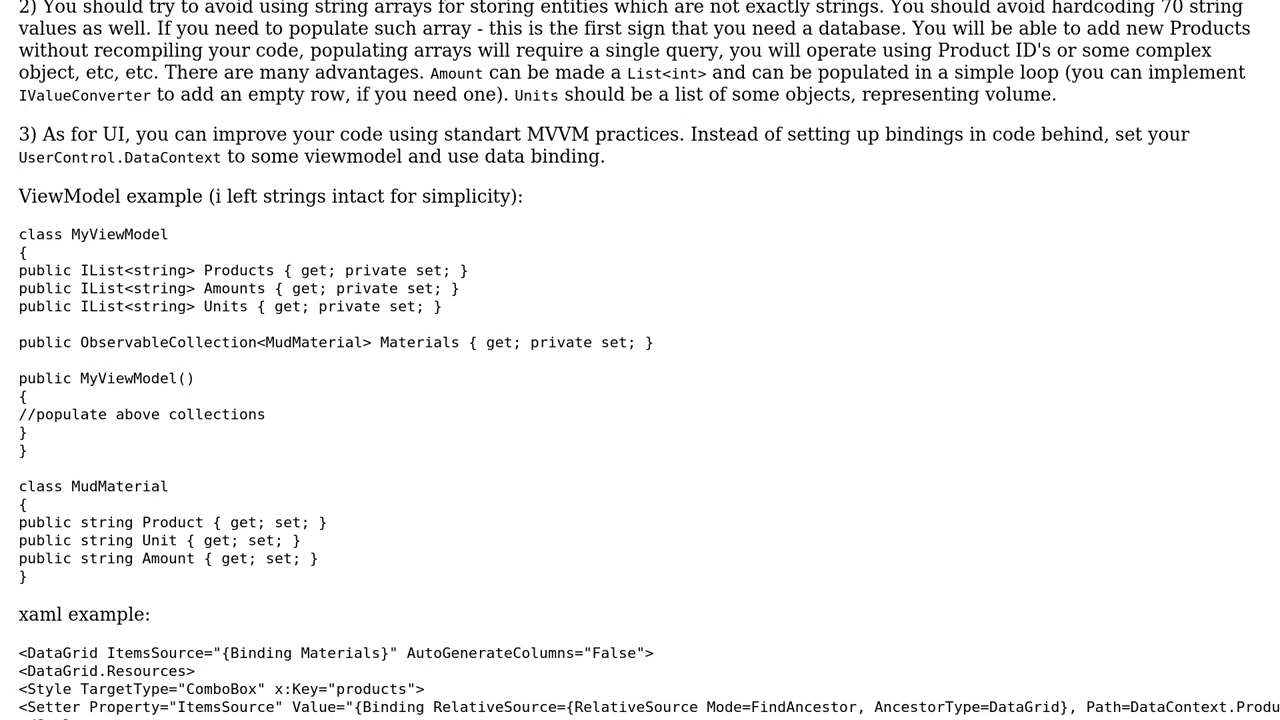 2) You should try to avoid using string arrays for storing entities which are not exactly strings. You should avoid hardcoding 70 string
values as well. If you need to populate such array - this is the first sign that you need a database. You will be able to add new Products
without recompiling your code, populating arrays will require a single query, you will operate using Product ID's or some complex
object, etc, etc. There are many advantages. Amount can be made a List<int> and can be populated in a simple loop (you can implement
IValueConverter to add an empty row, if you need one). Units should be a list of some objects, representing volume.
3) As for UI, you can improve your code using standart MVVM practices. Instead of setting up bindings in code behind, set your
UserControl.DataContext to some viewmodel and use data binding.
ViewModel example (i left strings intact for simplicity):
class MyViewModel
{
public IList<string> Products { get; private set; }
public IList<string> Amounts { get; private set; }
public IList<string> Units { get; private set; }
public ObservableCollection<MudMaterial> Materials { get; private set; }
public MyViewModel()
{
//populate above collections
}
}
class MudMaterial
{
public string Product { get; set; }
public string Unit { get; set; }
public string Amount { get; set; }
}
xaml example:
<DataGrid ItemsSource="{Binding Materials}" AutoGenerateColumns="False">
<DataGrid.Resources>
<Style TargetType="ComboBox" x:Key="products">
<Setter Property="ItemsSource" Value="{Binding RelativeSource={RelativeSource Mode=FindAncestor, AncestorType=DataGrid}, Path=DataContext.Produ